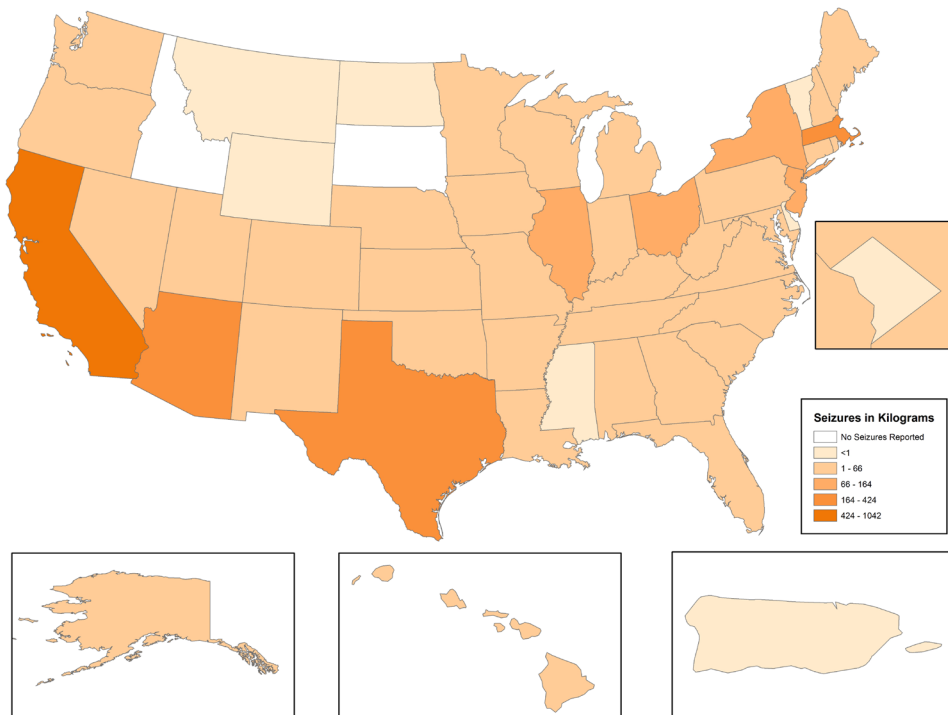 Seizures in Kilograms
No Seizures Reported
<1
1 - 66
66 - 164
164 - 424
424 - 1042